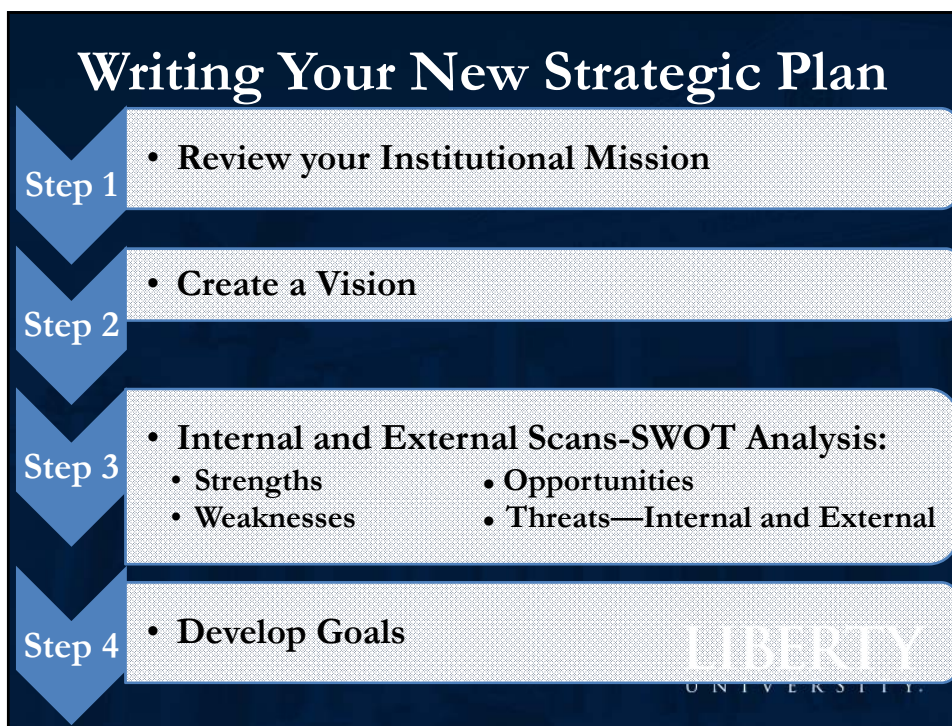 Writing Your New Strategic Plan
Step 1
• Review your Institutional Mission
Step 2
• Create a Vision
Step 3
• Internal and External Scans-SWOT Analysis:
• Strengths • Opportunities
• Weaknesses • Threats—Internal and External
Step 4
• Develop Goals
LIBERTY
UNIVERSITY.